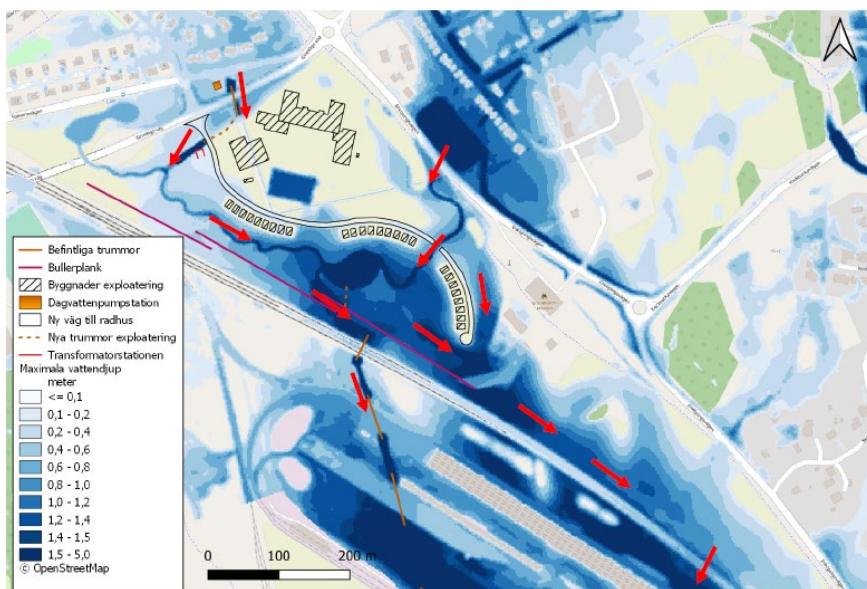 Befintliga trummor
Bullerplank
Byggnader exploatering
Dagvattenpumpstation
Ny väg till radhus
Nya trummor exploatering
Transformatorstationen
Maximala vattendjup
meter
<= 0,1
0,1 - 0,2
0,2 - 0,4
0,4 - 0,6
0,6 - 0,8
0,8 - 1,0
1,0 - 1,2
1,2 - 1,4
1,4 - 1,5
1,5 - 5,0
© OpenStreetMap
0 100 200 m